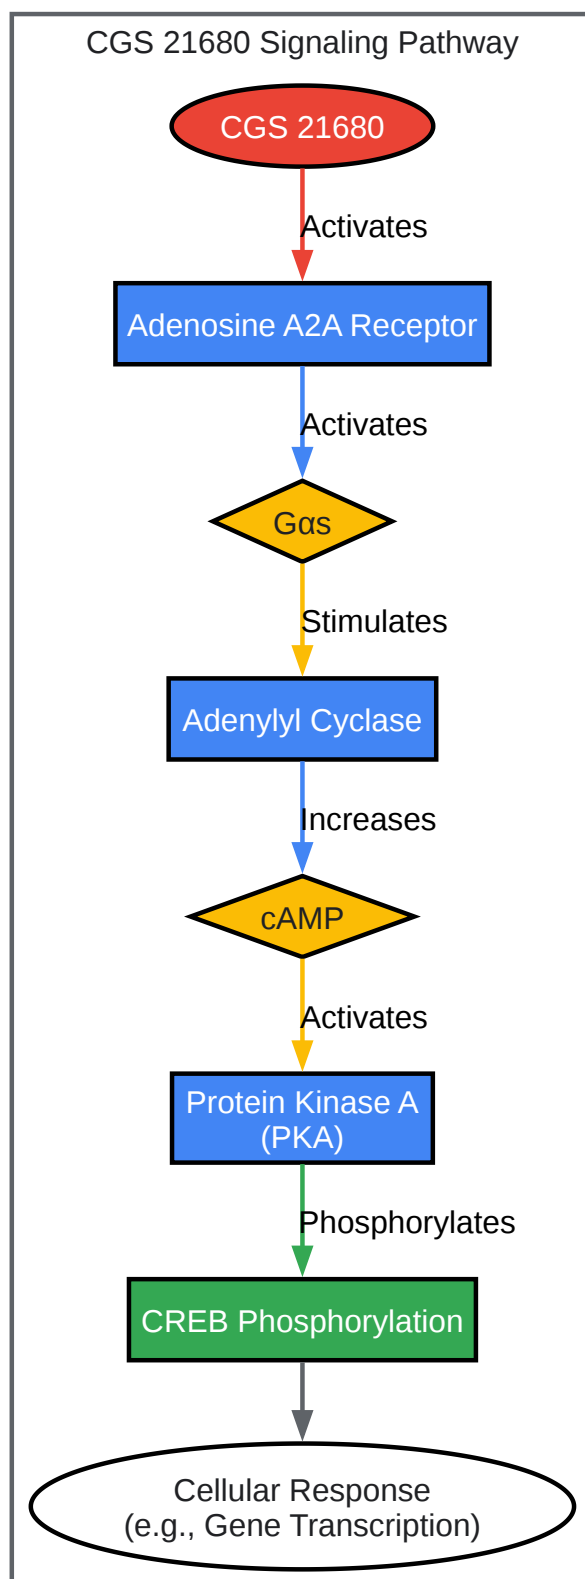 CGS 21680 Signaling Pathway
CGS 21680
Activates
Adenosine A2A Receptor
Activates
Gαs
Stimulates
Adenylyl Cyclase
Increases
cAMP
Activates
Protein Kinase A
(PKA)
Phosphorylates
CREB Phosphorylation
Cellular Response
(e.g., Gene Transcription)